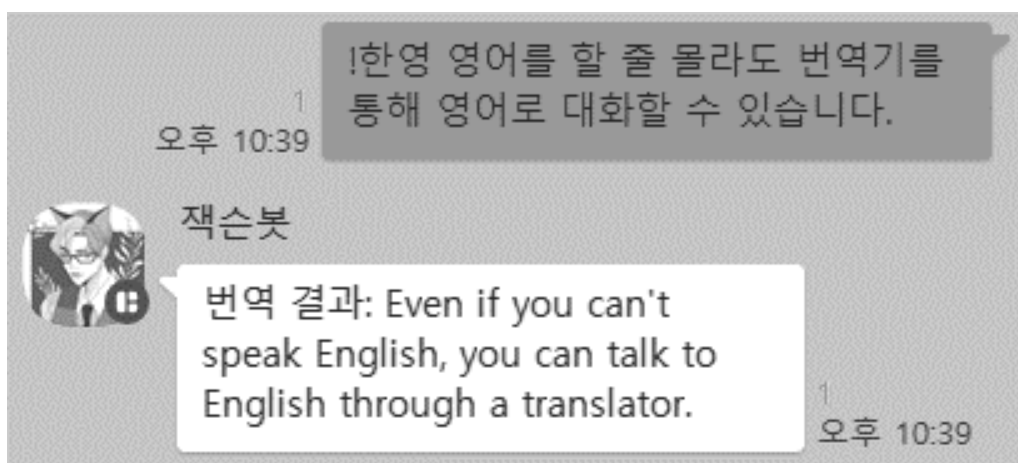 !한영 영어를 할 줄 몰라도 번역기를
통해 영어로 대화할 수 있습니다.
1
오후 10:39
잭슨봇
번역 결과: Even if you can't
speak English, you can talk to
English through a translator.
1
오후 10:39